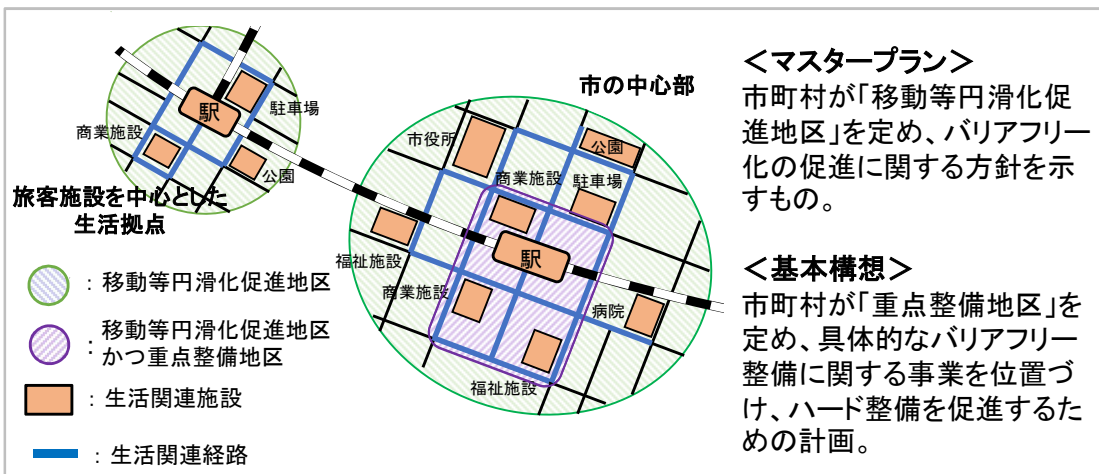 駅
駐車場
商業施設
公園
旅客施設を中心とした
生活拠点
市の中心部
市役所
公園
商業施設
駐車場
駅
福祉施設
商業施設
病院
福祉施設
:移動等円滑化促進地区
:移動等円滑化促進地区
かつ重点整備地区
:生活関連施設
:生活関連経路
＜マスタープラン＞
市町村が「移動等円滑化促
進地区」を定め、バリアフリー
化の促進に関する方針を示
すもの。
＜基本構想＞
市町村が「重点整備地区」を
定め、具体的なバリアフリー
整備に関する事業を位置づ
け、ハード整備を促進するた
めの計画。